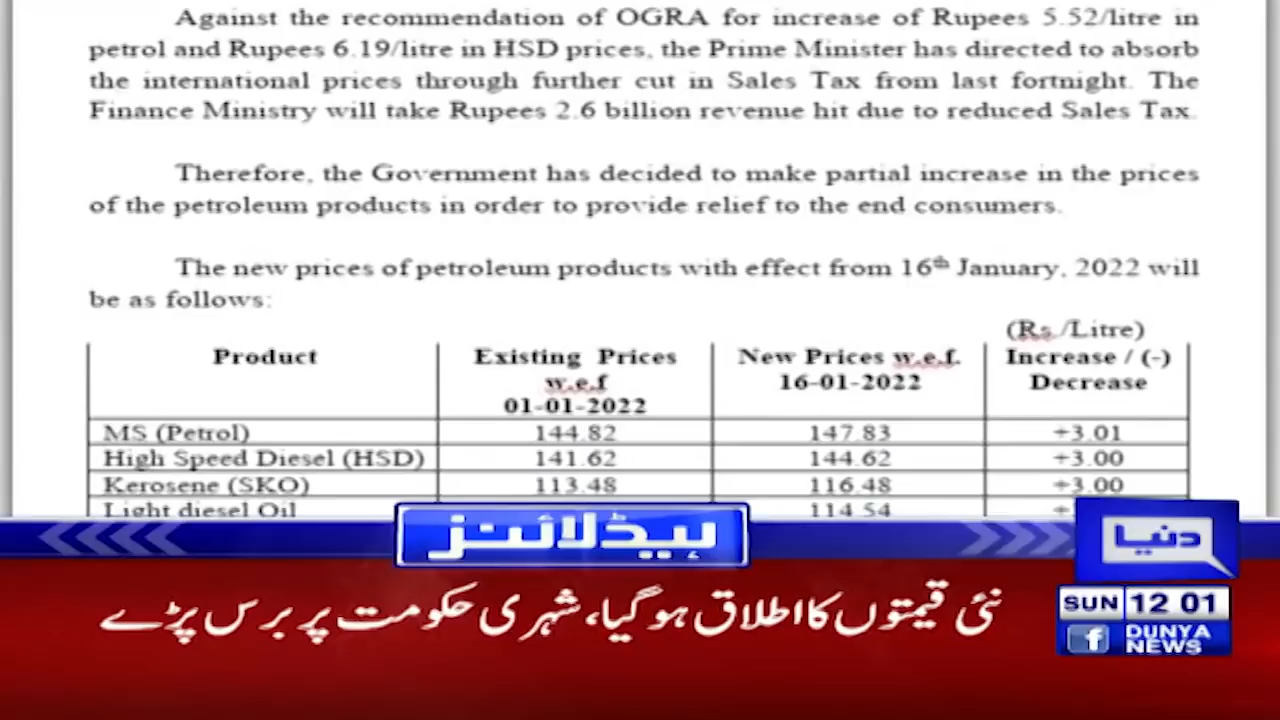 Against the recommendation of OGRA for increase of Rupees 5.52/litre in
petrol and Rupees 6.19/litre in HSD prices, the Prime Minister has directed to absorb
the international prices through further cut in Sales Tax from last fortnight. The
Finance Ministry will take Rupees 2.6 billion revenue hit due to reduced Sales Tax.
Therefore, the Government has decided to make partial increase in the prices
of the petroleum products in order to provide relief to the end consumers.
The new prices of petroleum products with effect from 16th January, 2022 will
be as follows:
(Rs./Litre)
Product Existing Prices w.e.f 01-01-2022 New Prices w.e.f. 16-01-2022 Increase / (-) Decrease
MS (Petrol) 144.82 147.83 +3.01
High Speed Diesel (HSD) 141.62 144.62 +3.00
Kerosene (SKO) 113.48 116.48 +3.00
Light diesel Oil 114.54
ہیڈلائنز
دنیا
نئی قیمتوں کا اطلاق ہوگیا، شہری حکومت پر برس پڑے
SUN 12 01
f DUNYA
NEWS